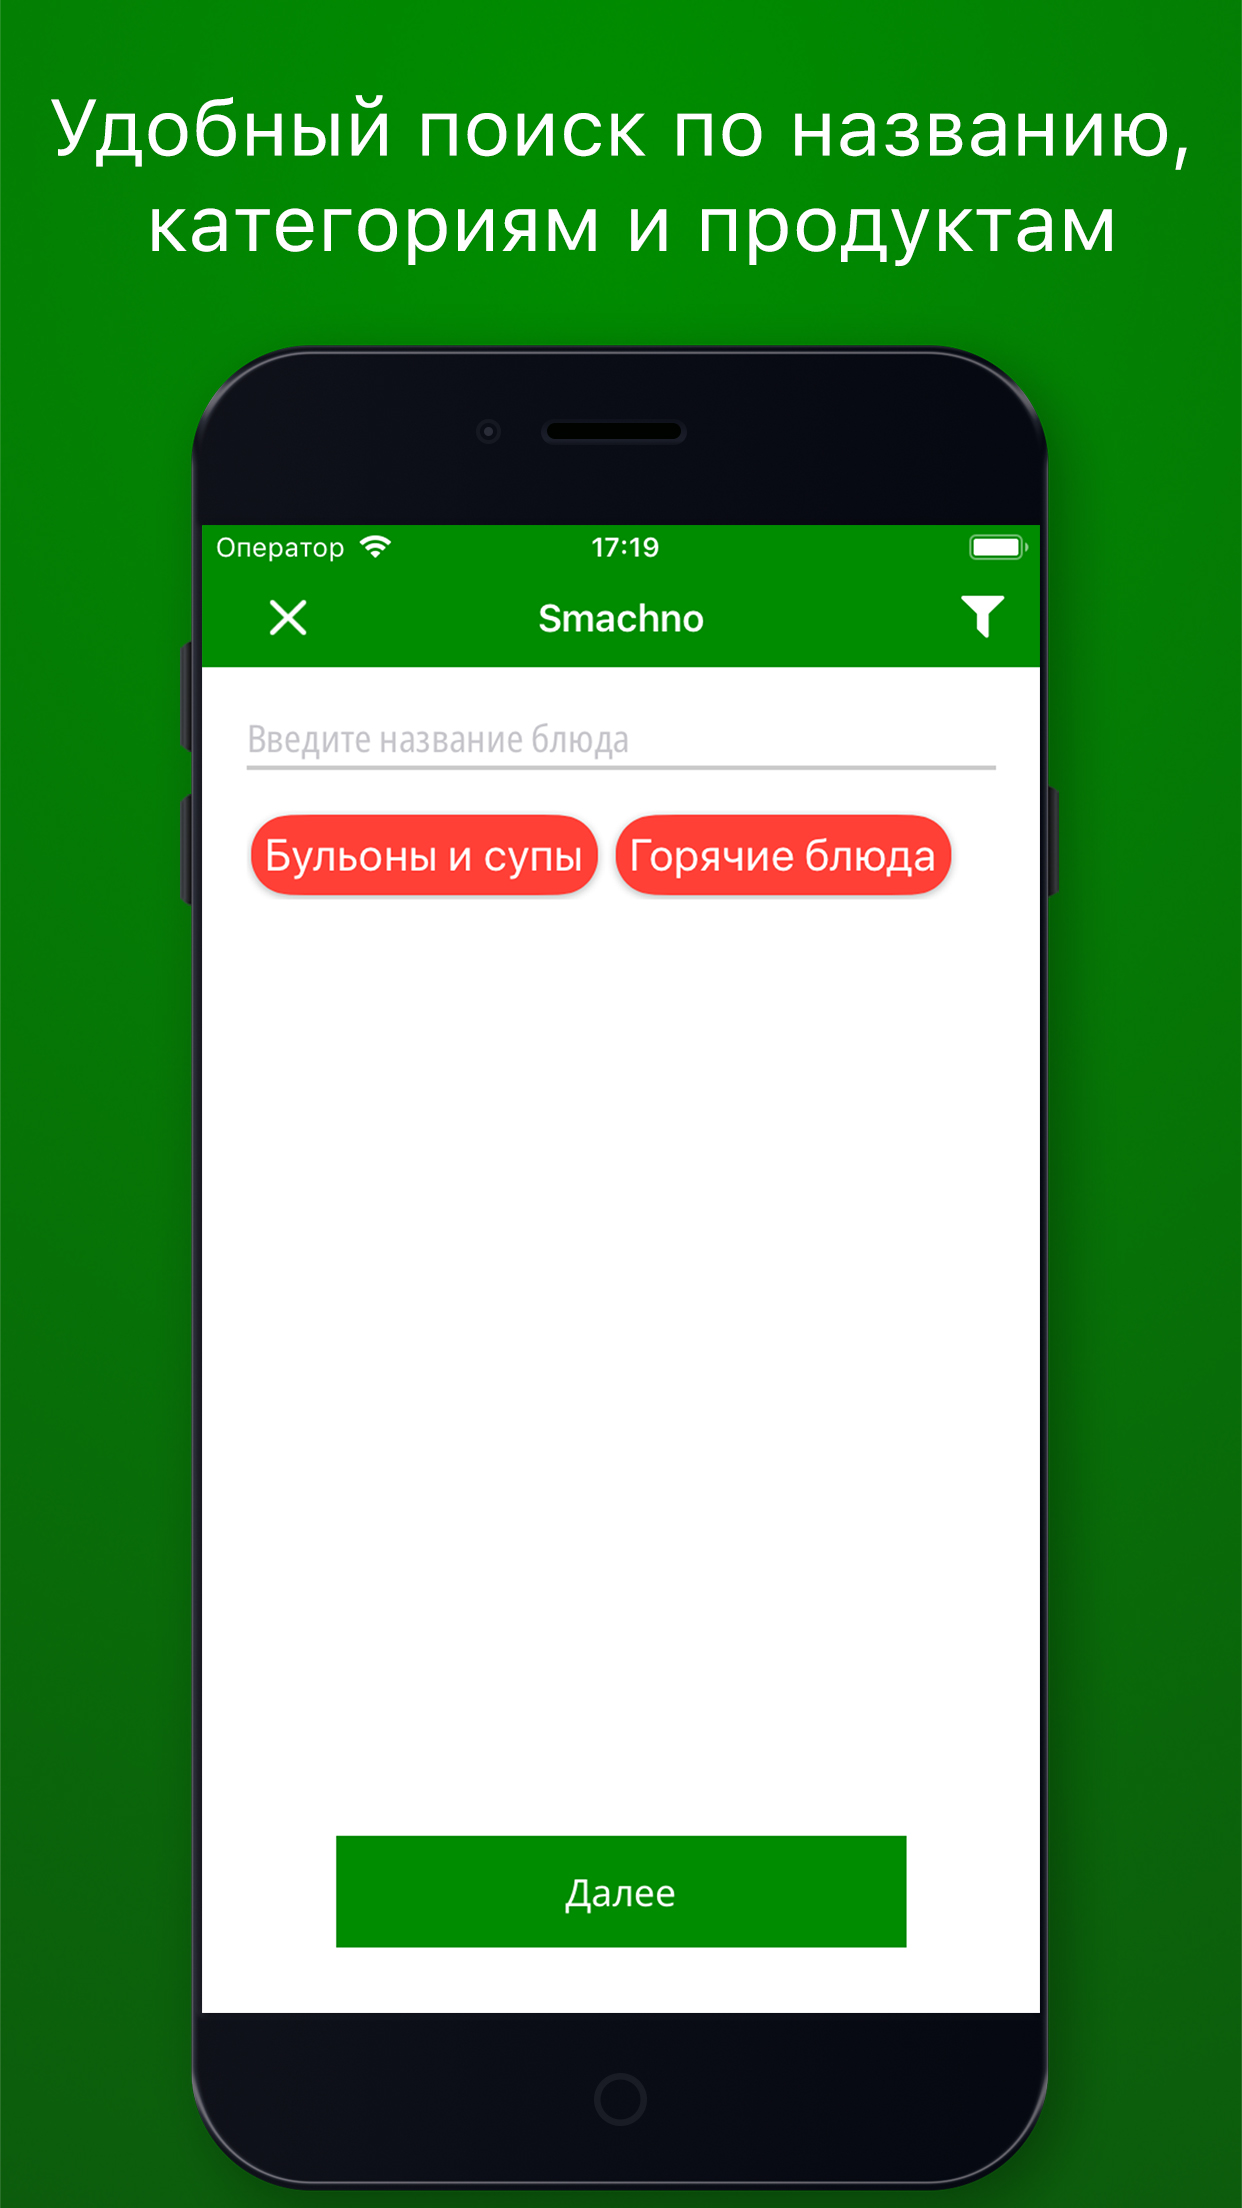 Удобный поиск по названию,
категориям и продуктам
Оператор 17:19
Smachno
Введите название блюда
Бульоны и супы Горячие блюда
Далее